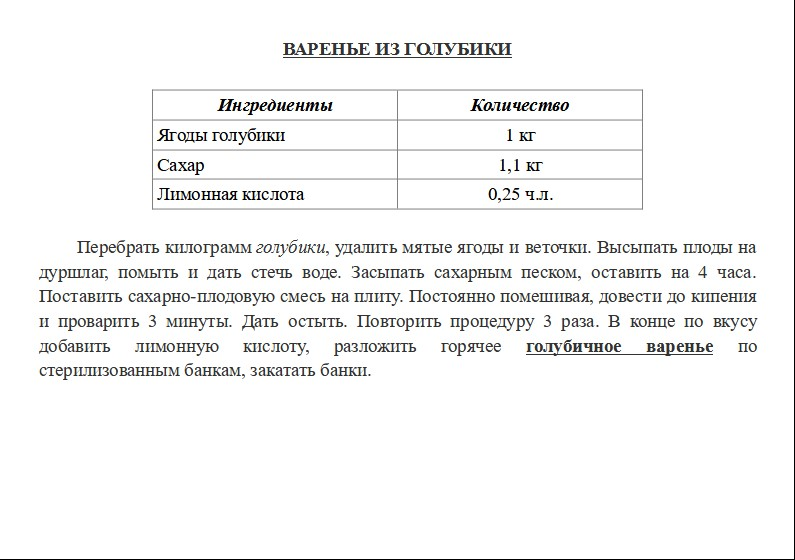 ВАРЕНЬЕ ИЗ ГОЛУБИКИ
Ингредиенты Количество
Ягоды голубики 1 кг
Сахар 1,1 кг
Лимонная кислота 0,25 ч.л.
Перебрать килограмм голубики, удалить мятые ягоды и веточки. Высыпать плоды на
дуршлаг, помыть и дать стечь воде. Засыпать сахарным песком, оставить на 4 часа.
Поставить сахарно-плодовую смесь на плиту. Постоянно помешивая, довести до кипения
и проварить 3 минуты. Дать остыть. Повторить процедуру 3 раза. В конце по вкусу
добавить лимонную кислоту, разложить горячее голубичное варенье по
стерилизованным банкам, закатать банки.